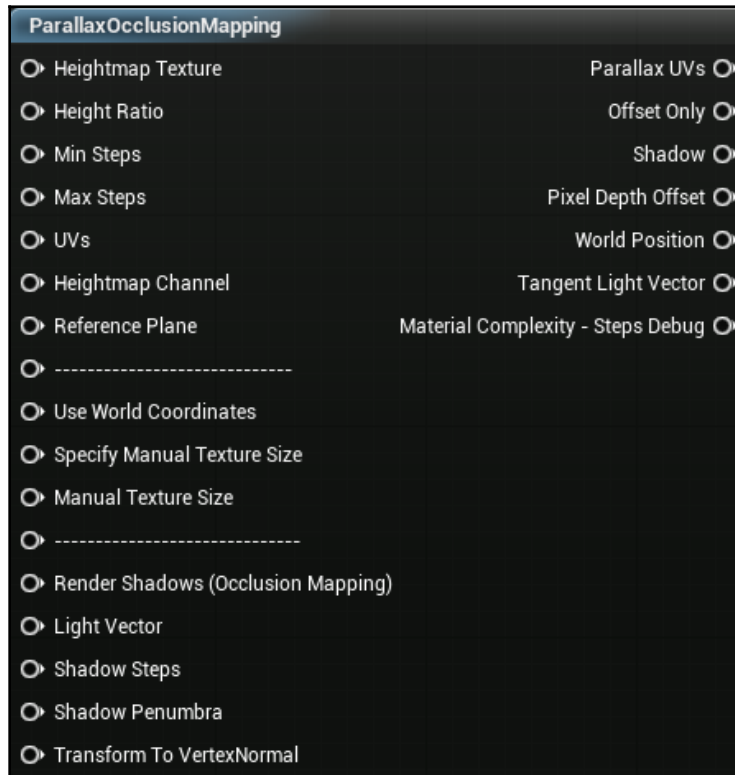 ParallaxOcclusionMapping
Heightmap Texture Parallax UVs
Height Ratio Offset Only
Min Steps Shadow
Max Steps Pixel Depth Offset
UVs World Position
Heightmap Channel Tangent Light Vector
Reference Plane Material Complexity - Steps Debug
-----------------------------
Use World Coordinates
Specify Manual Texture Size
Manual Texture Size
------------------------------
Render Shadows (Occlusion Mapping)
Light Vector
Shadow Steps
Shadow Penumbra
Transform To VertexNormal